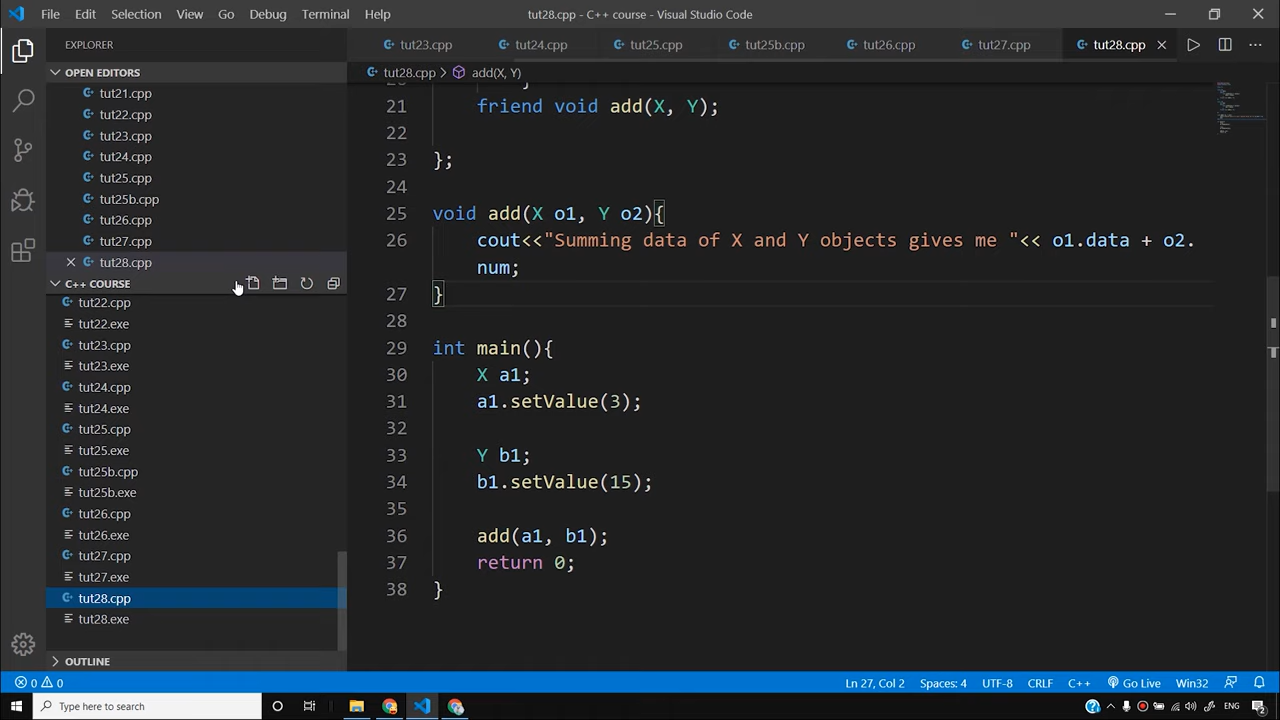 File Edit Selection View Go Debug Terminal Help
tut28.cpp - C++ course - Visual Studio Code
EXPLORER
tut23.cpp tut24.cpp tut25.cpp tut25b.cpp tut26.cpp tut27.cpp tut28.cpp
OPEN EDITORS
tut21.cpp
tut22.cpp
tut23.cpp
tut24.cpp
tut25.cpp
tut25b.cpp
tut26.cpp
tut27.cpp
tut28.cpp
C++ COURSE
tut22.cpp
tut22.exe
tut23.cpp
tut23.exe
tut24.cpp
tut24.exe
tut25.cpp
tut25.exe
tut25b.cpp
tut25b.exe
tut26.cpp
tut26.exe
tut27.cpp
tut27.exe
tut28.cpp
tut28.exe
OUTLINE
tut28.cpp > add(X, Y)
21 friend void add(X, Y);
22
23 };
24
25 void add(X o1, Y o2){
26 cout<<"Summing data of X and Y objects gives me "<< o1.data + o2.
num;
27 }
28
29 int main(){
30 X a1;
31 a1.setValue(3);
32
33 Y b1;
34 b1.setValue(15);
35
36 add(a1, b1);
37 return 0;
38 }
0 0
Ln 27, Col 2 Spaces: 4 UTF-8 CRLF C++ Go Live Win32
Type here to search
ENG
2